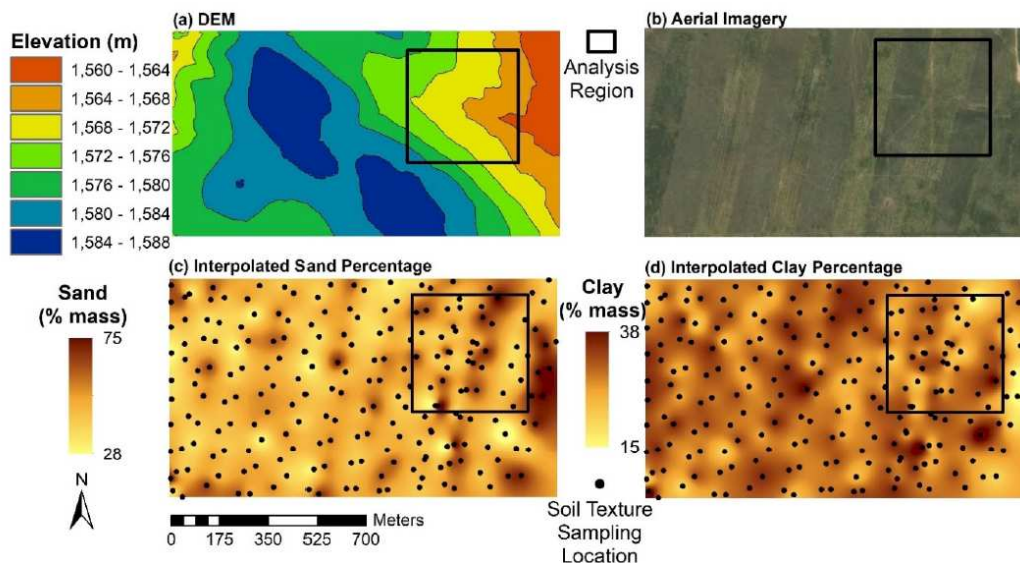 (a) DEM
(b) Aerial Imagery
Elevation (m)
1,560 - 1,564
1,564 - 1,568
1,568 - 1,572
1,572 - 1,576
1,576 - 1,580
1,580 - 1,584
1,584 - 1,588
Analysis
Region
(c) Interpolated Sand Percentage
(d) Interpolated Clay Percentage
Sand
(% mass)
75
28
Clay
(% mass)
38
15
N
Meters
0 175 350 525 700
Soil Texture
Sampling
Location